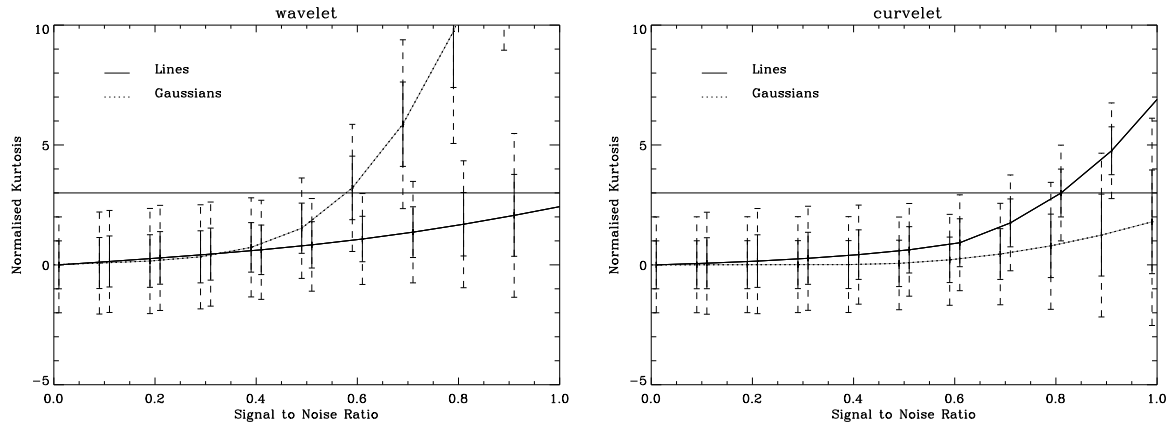 wavelet
10
5
0
-5
Normalised Kurtosis
Lines
Gaussians
0.0 0.2 0.4 0.6 0.8 1.0
Signal to Noise Ratio
curvelet
10
5
0
-5
Normalised Kurtosis
Lines
Gaussians
0.0 0.2 0.4 0.6 0.8 1.0
Signal to Noise Ratio